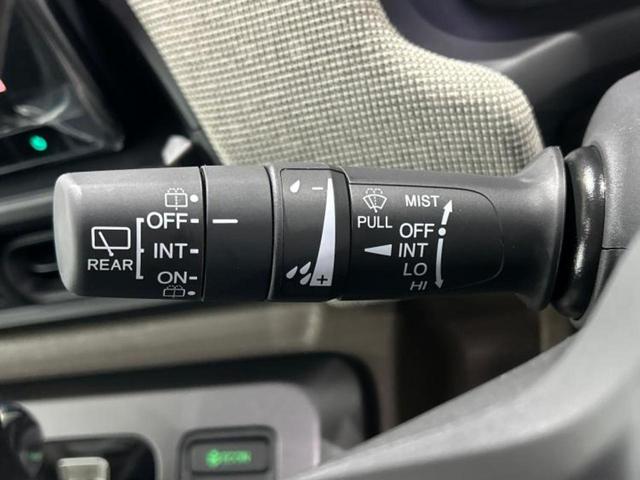 OFF
INT
ON
REAR
-
+
PULL
MIST
OFF
INT
LO
HI
ECON